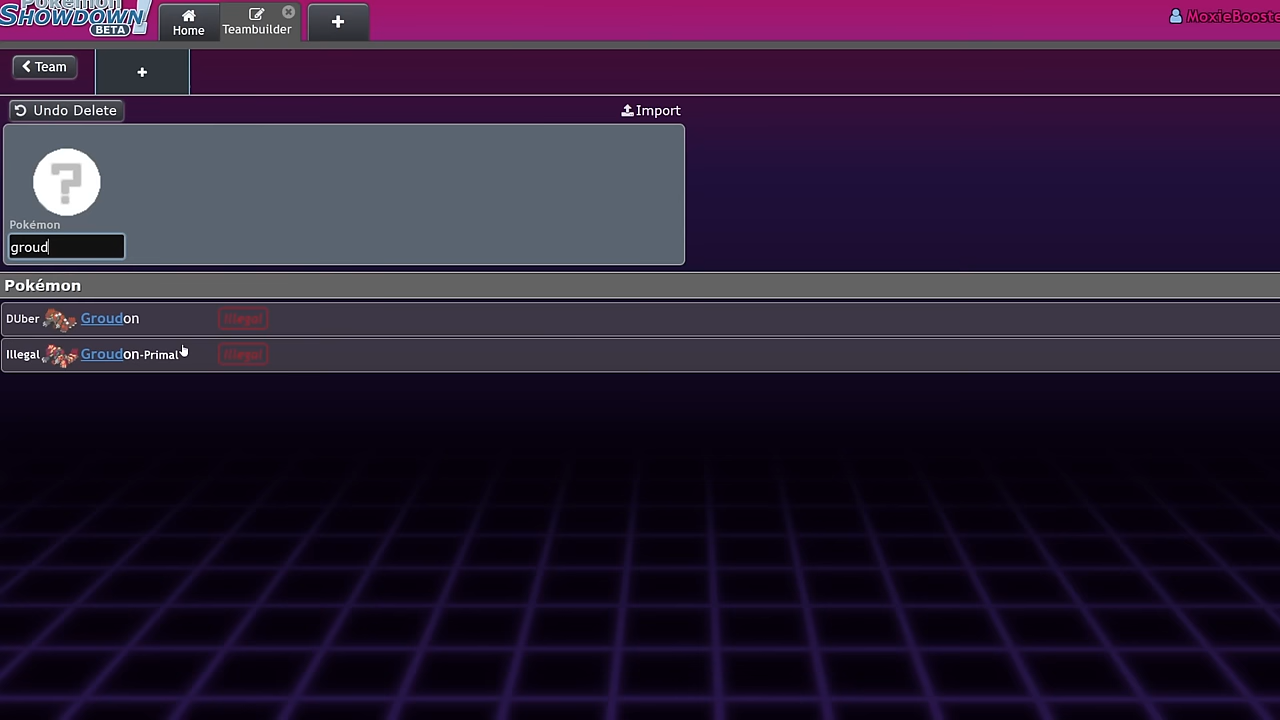 Pokémon
SHOWDOWN!
BETA
Home
Teambuilder
+
MoxieBooste
Team
+
Undo Delete
Import
?
Pokémon
groud
Pokémon
DUber Groudon Illegal
Illegal Groudon-Primal Illegal